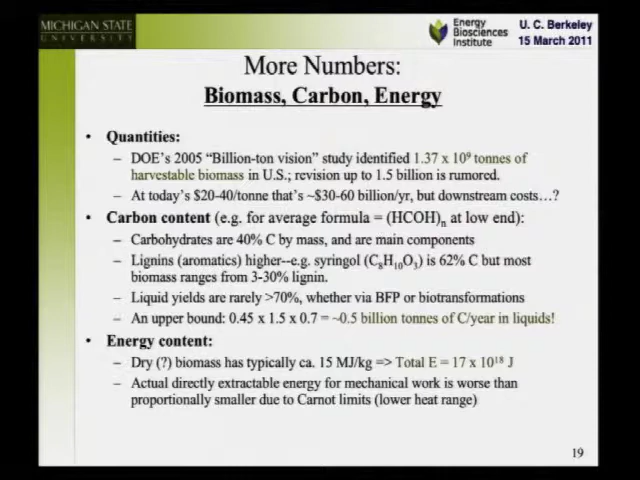 MICHIGAN STATE
UNIVERSITY
Energy
Biosciences
Institute
U. C. Berkeley
15 March 2011
More Numbers:
Biomass, Carbon, Energy
• Quantities:
– DOE's 2005 "Billion-ton vision" study identified 1.37 x 10⁹ tonnes of
harvestable biomass in U.S.; revision up to 1.5 billion is rumored.
– At today's $20-40/tonne that's ~$30-60 billion/yr, but downstream costs…?
• Carbon content (e.g. for average formula = (HCOH)ₙ at low end):
– Carbohydrates are 40% C by mass, and are main components
– Lignins (aromatics) higher--e.g. syringol (C₈H₁₀O₃) is 62% C but most
biomass ranges from 3-30% lignin.
– Liquid yields are rarely >70%, whether via BFP or biotransformations
– An upper bound: 0.45 x 1.5 x 0.7 = ~0.5 billion tonnes of C/year in liquids!
• Energy content:
– Dry (?) biomass has typically ca. 15 MJ/kg => Total E = 17 x 10¹⁸ J
– Actual directly extractable energy for mechanical work is worse than
proportionally smaller due to Carnot limits (lower heat range)
19